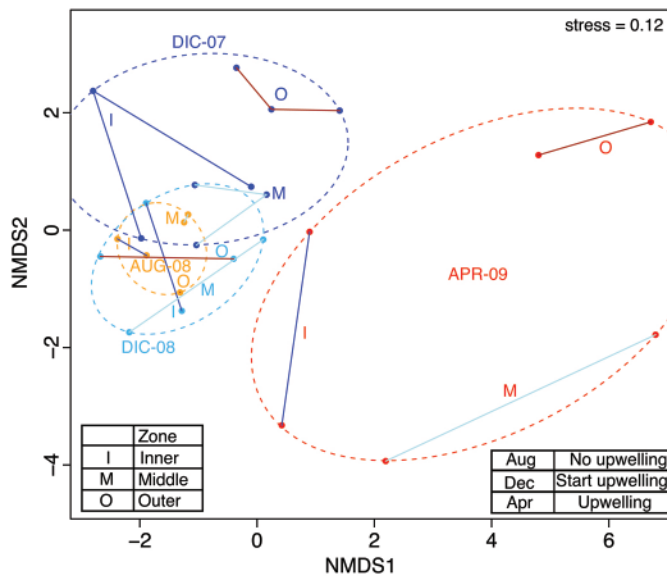 stress = 0.12
DIC-07
O
I
M
O
M
I
AUG-08
O
O
M
I
DIC-08
APR-09
I
M
2
0
−2
−4
NMDS2
−2
0
2
4
6
NMDS1
Zone
I Inner
M Middle
O Outer
Aug No upwelling
Dec Start upwelling
Apr Upwelling